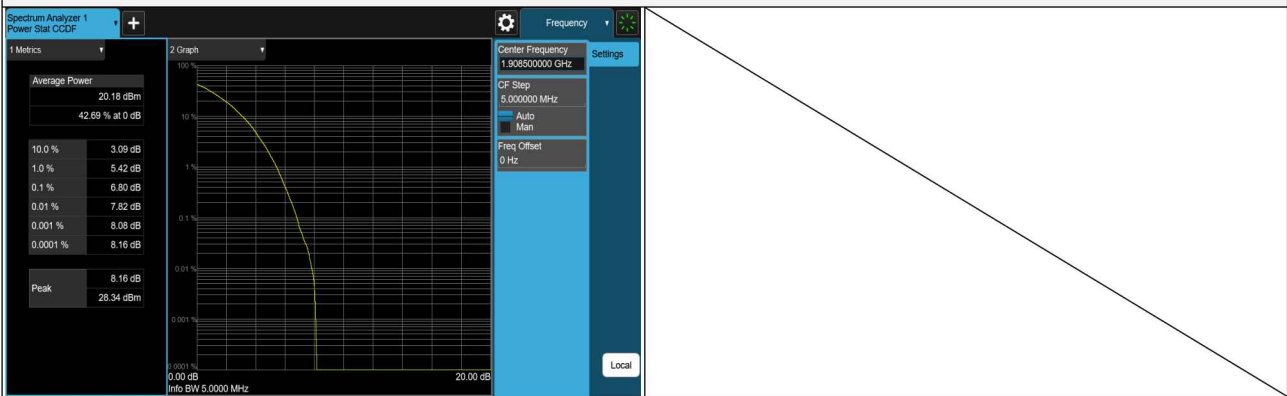 Spectrum Analyzer 1
Power Stat CCDF
+
Frequency
1 Metrics
Average Power
20.18 dBm
42.69 % at 0 dB
10.0 % 3.09 dB
1.0 % 5.42 dB
0.1 % 6.80 dB
0.01 % 7.82 dB
0.001 % 8.08 dB
0.0001 % 8.16 dB
Peak 8.16 dB
28.34 dBm
2 Graph
100 %
10 %
1 %
0.1 %
0.01 %
0.001 %
0.0001 %
0.00 dB 20.00 dB
Info BW 5.0000 MHz
Center Frequency
1.908500000 GHz
CF Step
5.000000 MHz
Auto
Man
Freq Offset
0 Hz
Settings
Local